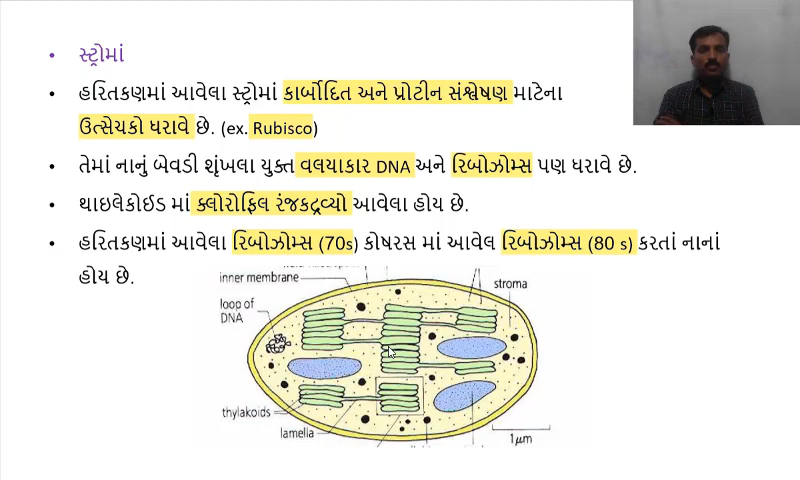 • સ્ટ્રોમાં
• હરિતકણમાં આવેલા સ્ટ્રોમાં કાર્બોદિત અને પ્રોટીન સંશ્વેષણ માટેના
ઉત્સેચકો ધરાવે છે. (ex. Rubisco)
• તેમાં નાનું બેવડી શૃંખલા યુક્ત વલયાકાર DNA અને રિબોઝોમ્સ પણ ધરાવે છે.
• થાઇલેકોઈડ માં ક્લોરોફિલ રંજકદ્રવ્યો આવેલા હોય છે.
• હરિતકણમાં આવેલા રિબોઝોમ્સ (70s) કોષરસ માં આવેલ રિબોઝોમ્સ (80 s) કરતાં નાનાં
હોય છે.
inner membrane
stroma
loop of
DNA
thylakoids
lamella
1μm